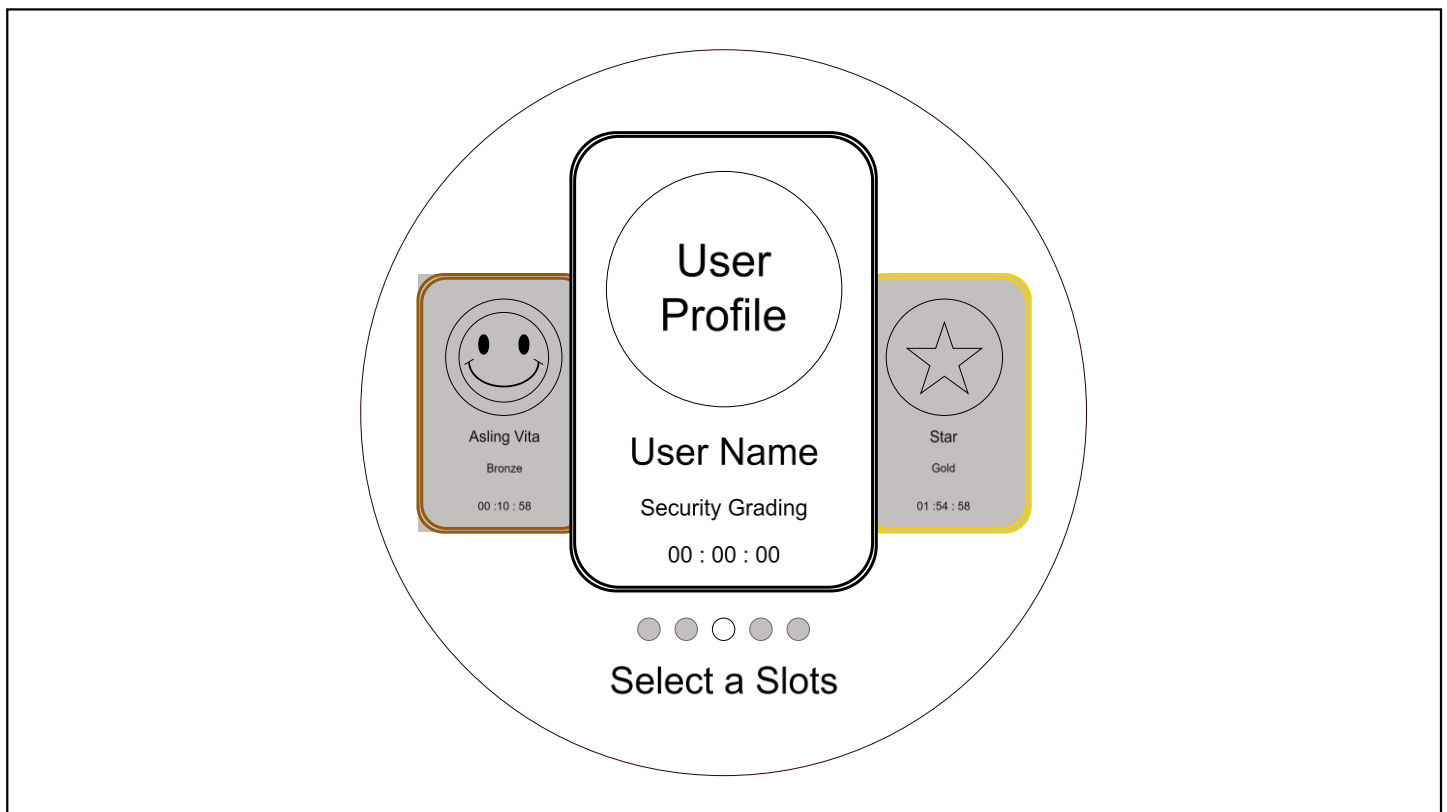 Asling Vita
Bronze
00 :10 : 58
User
Profile
User Name
Security Grading
00 : 00 : 00
Star
Gold
01 :54 : 58
Select a Slots